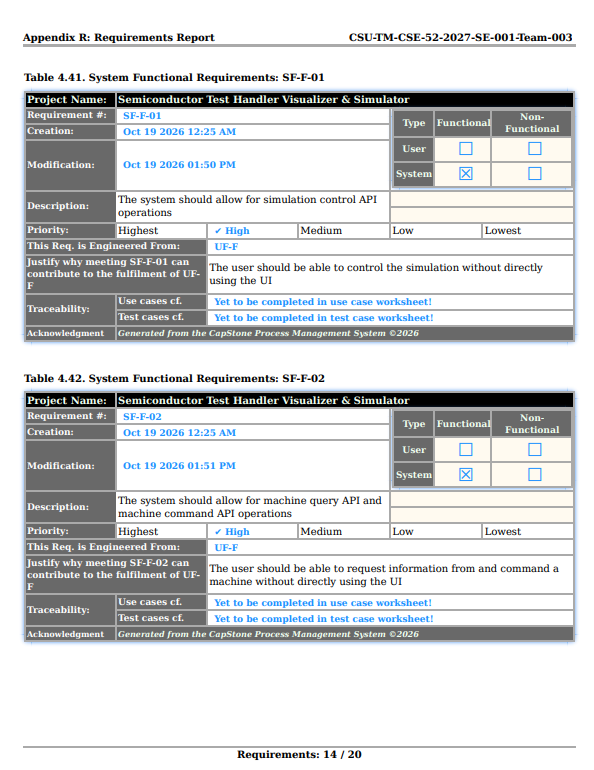 Appendix R: Requirements Report CSU-TM-CSE-52-2027-SE-001-Team-003
Table 4.41. System Functional Requirements: SF-F-01
Project Name: Semiconductor Test Handler Visualizer & Simulator
Requirement #: SF-F-01
Type Functional Non-Functional
Creation: Oct 19 2026 12:25 AM
User ☐ ☐
Modification: Oct 19 2026 01:50 PM
System ☒ ☐
Description: The system should allow for simulation control API
operations
Priority: Highest ✓ High Medium Low Lowest
This Req. is Engineered From: UF-F
Justify why meeting SF-F-01 can
contribute to the fulfilment of UF-
F
The user should be able to control the simulation without directly
using the UI
Traceability: Use cases cf. Yet to be completed in use case worksheet!
Test cases cf. Yet to be completed in test case worksheet!
Acknowledgment Generated from the CapStone Process Management System ©2026
Table 4.42. System Functional Requirements: SF-F-02
Project Name: Semiconductor Test Handler Visualizer & Simulator
Requirement #: SF-F-02
Type Functional Non-Functional
Creation: Oct 19 2026 12:25 AM
User ☐ ☐
Modification: Oct 19 2026 01:51 PM
System ☒ ☐
Description: The system should allow for machine query API and
machine command API operations
Priority: Highest ✓ High Medium Low Lowest
This Req. is Engineered From: UF-F
Justify why meeting SF-F-02 can
contribute to the fulfilment of UF-
F
The user should be able to request information from and command a
machine without directly using the UI
Traceability: Use cases cf. Yet to be completed in use case worksheet!
Test cases cf. Yet to be completed in test case worksheet!
Acknowledgment Generated from the CapStone Process Management System ©2026
Requirements: 14 / 20